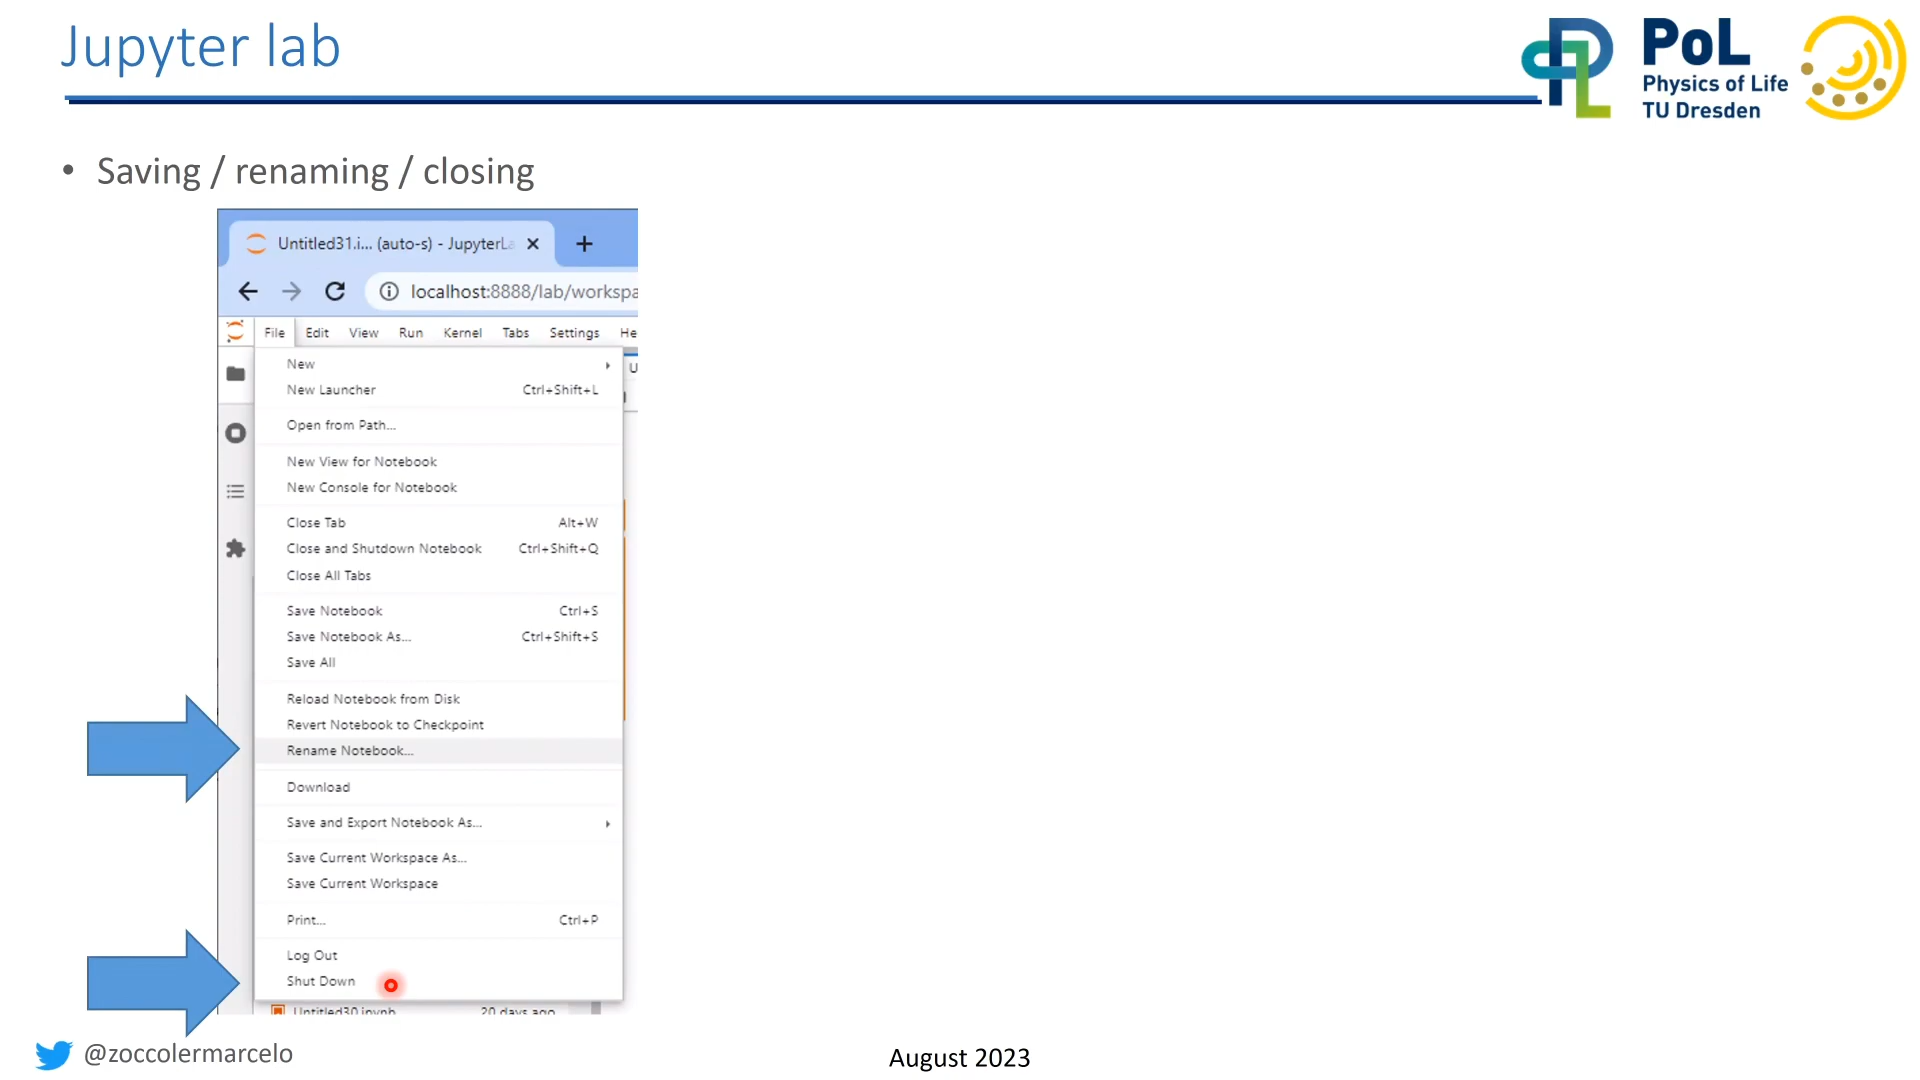 Jupyter lab
PoL
Physics of Life
TU Dresden
• Saving / renaming / closing
Untitled31.i... (auto-s) - JupyterLa
localhost:8888/lab/workspa
File Edit View Run Kernel Tabs Settings He
New
New Launcher Ctrl+Shift+L
Open from Path...
New View for Notebook
New Console for Notebook
Close Tab Alt+W
Close and Shutdown Notebook Ctrl+Shift+Q
Close All Tabs
Save Notebook Ctrl+S
Save Notebook As... Ctrl+Shift+S
Save All
Reload Notebook from Disk
Revert Notebook to Checkpoint
Rename Notebook...
Download
Save and Export Notebook As...
Save Current Workspace As...
Save Current Workspace
Print... Ctrl+P
Log Out
Shut Down
Untitled30.ipynb 20 days ago
@zoccolermarcelo
August 2023